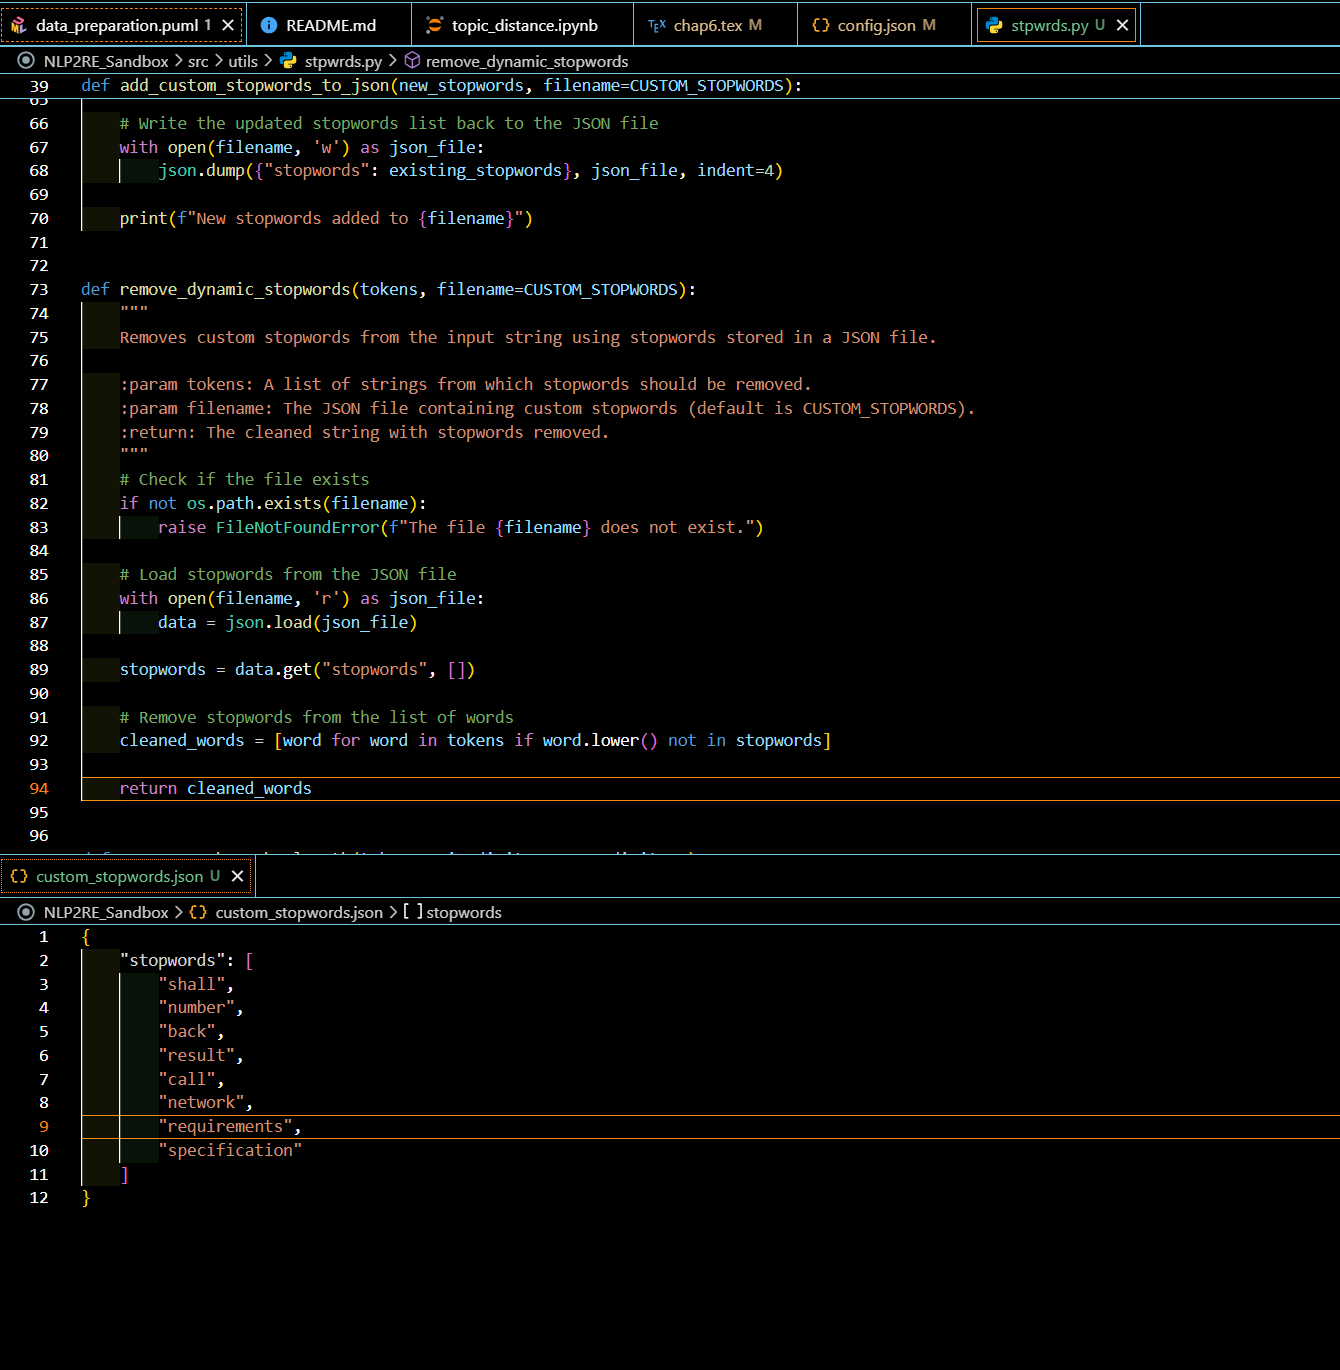 data_preparation.puml 1 README.md topic_distance.ipynb chap6.tex M config.json M stpwrds.py U
NLP2RE_Sandbox > src > utils > stpwrds.py > remove_dynamic_stopwords
39 def add_custom_stopwords_to_json(new_stopwords, filename=CUSTOM_STOPWORDS):
65
66     # Write the updated stopwords list back to the JSON file
67     with open(filename, 'w') as json_file:
68         json.dump({"stopwords": existing_stopwords}, json_file, indent=4)
69
70     print(f"New stopwords added to {filename}")
71
72
73 def remove_dynamic_stopwords(tokens, filename=CUSTOM_STOPWORDS):
74     """
75     Removes custom stopwords from the input string using stopwords stored in a JSON file.
76
77     :param tokens: A list of strings from which stopwords should be removed.
78     :param filename: The JSON file containing custom stopwords (default is CUSTOM_STOPWORDS).
79     :return: The cleaned string with stopwords removed.
80     """
81     # Check if the file exists
82     if not os.path.exists(filename):
83         raise FileNotFoundError(f"The file {filename} does not exist.")
84
85     # Load stopwords from the JSON file
86     with open(filename, 'r') as json_file:
87         data = json.load(json_file)
88
89     stopwords = data.get("stopwords", [])
90
91     # Remove stopwords from the list of words
92     cleaned_words = [word for word in tokens if word.lower() not in stopwords]
93
94     return cleaned_words
95
96
custom_stopwords.json U
NLP2RE_Sandbox > custom_stopwords.json > [ ] stopwords
1 {
2     "stopwords": [
3         "shall",
4         "number",
5         "back",
6         "result",
7         "call",
8         "network",
9         "requirements",
10         "specification"
11     ]
12 }